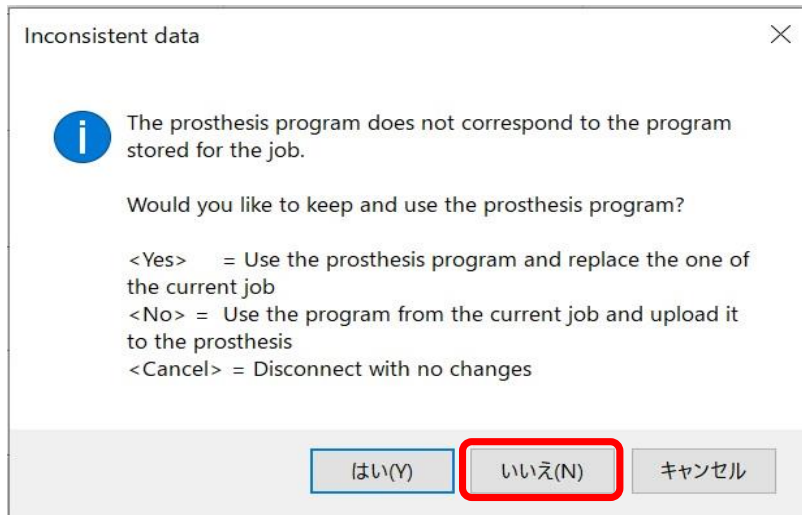 Inconsistent data
The prosthesis program does not correspond to the program
stored for the job.
Would you like to keep and use the prosthesis program?
<Yes> = Use the prosthesis program and replace the one of
the current job
<No> = Use the program from the current job and upload it
to the prosthesis
<Cancel> = Disconnect with no changes
はい(Y) いいえ(N) キャンセル